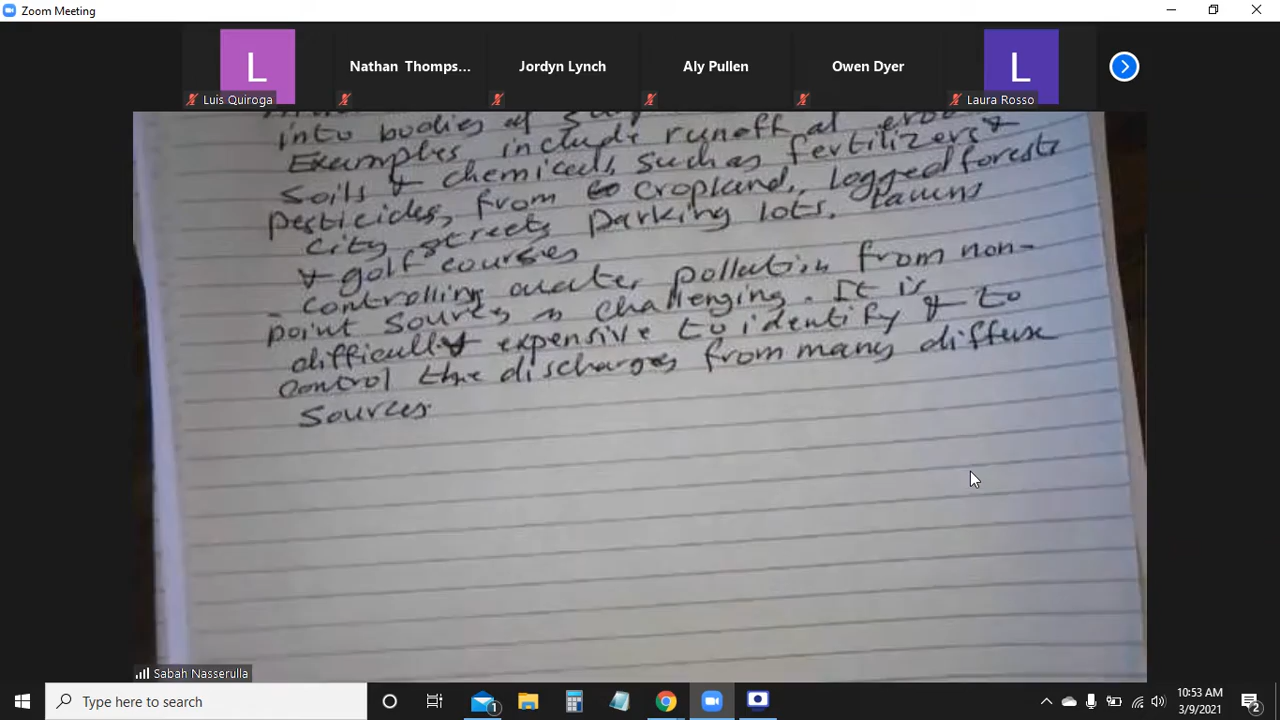 Zoom Meeting
L
Luis Quiroga
Nathan Thomps...
Jordyn Lynch
Aly Pullen
Owen Dyer
L
Laura Rosso
into bodies of
Examples include runoff of
Soils & chemicals, such as fertilizers &
pesticides, from cropland, logged forests
city streets parking lots, lawns
& golf courses
- controlling water pollution from non-
point sources is challenging. It is
difficult & expensive to identify & to
control the discharges from many diffuse
sources.
Sabah Nasserulla
Type here to search
1
10:53 AM
3/9/2021
2